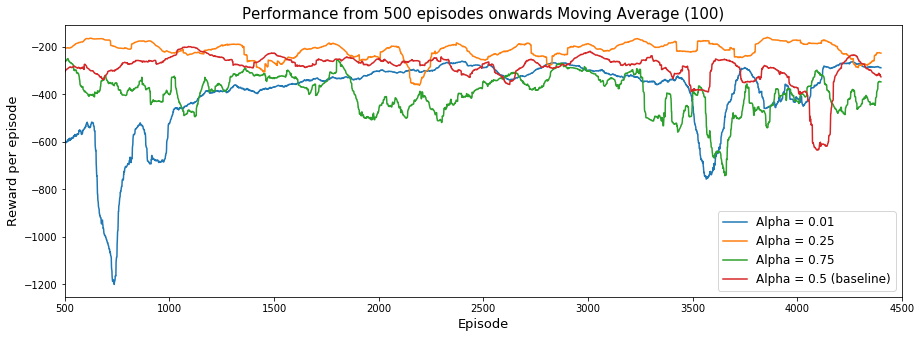 Performance from 500 episodes onwards Moving Average (100)
Reward per episode
−200
−400
−600
−800
−1000
−1200
500
1000
1500
2000
2500
3000
3500
4000
4500
Episode
Alpha = 0.01
Alpha = 0.25
Alpha = 0.75
Alpha = 0.5 (baseline)